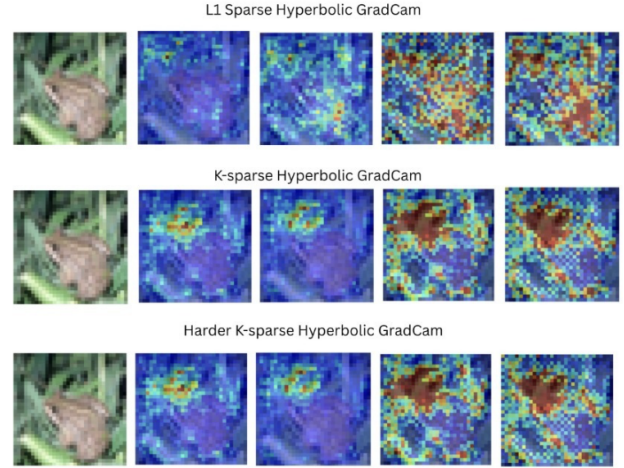 L1 Sparse Hyperbolic GradCam
K-sparse Hyperbolic GradCam
Harder K-sparse Hyperbolic GradCam